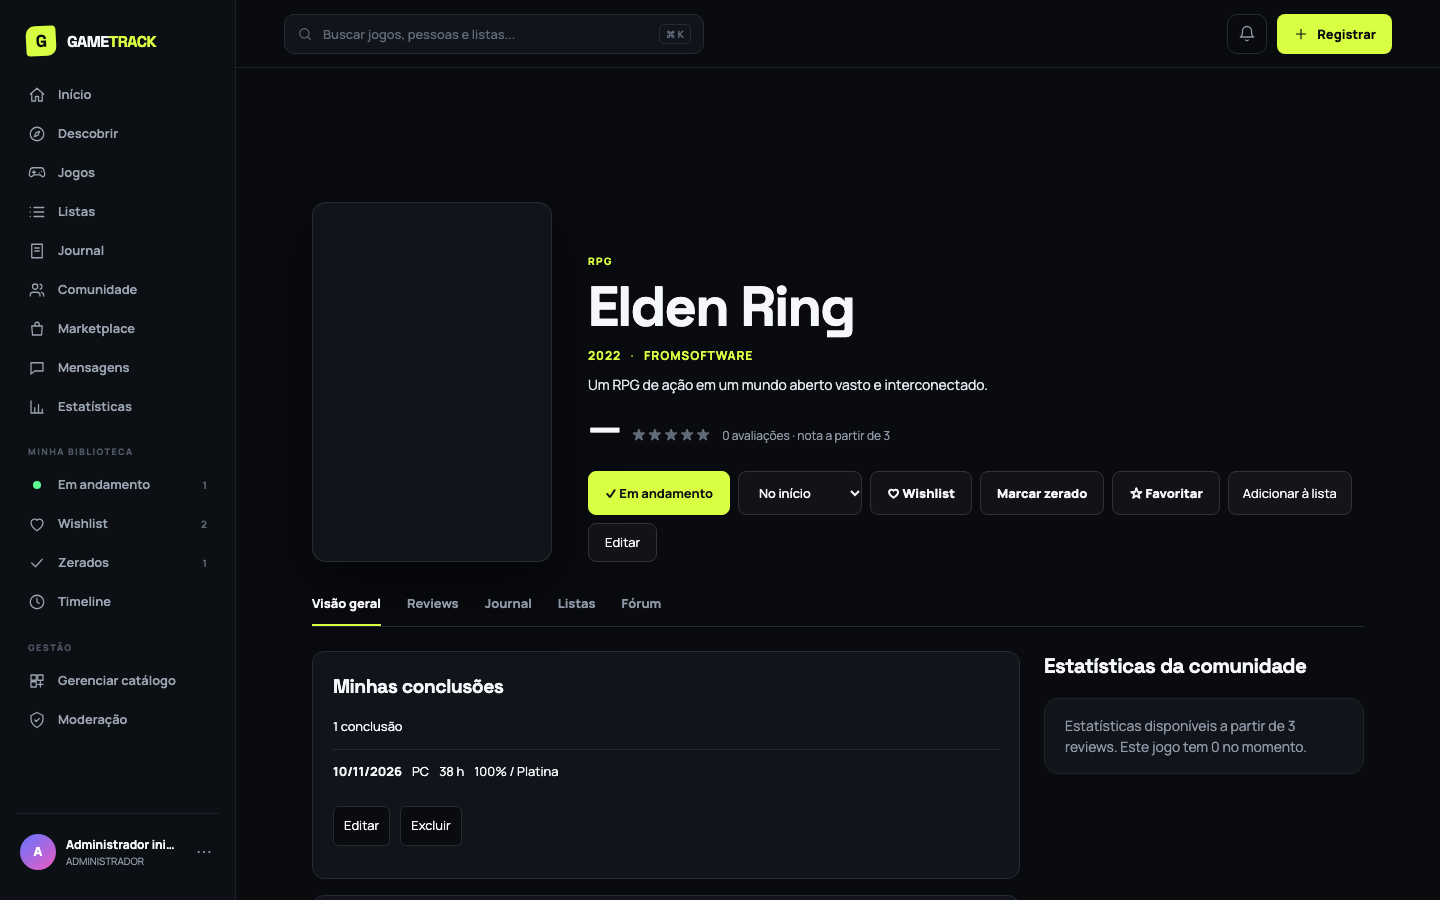 G GAMETRACK
Buscar jogos, pessoas e listas...
⌘ K
Registrar
Início
Descobrir
Jogos
Listas
Journal
Comunidade
Marketplace
Mensagens
Estatísticas
MINHA BIBLIOTECA
Em andamento 1
Wishlist 2
Zerados 1
Timeline
GESTÃO
Gerenciar catálogo
Moderação
A
Administrador ini...
ADMINISTRADOR
RPG
Elden Ring
2022 · FROMSOFTWARE
Um RPG de ação em um mundo aberto vasto e interconectado.
— ★★★★★ 0 avaliações · nota a partir de 3
✓ Em andamento
No início
♡ Wishlist
Marcar zerado
☆ Favoritar
Adicionar à lista
Editar
Visão geral
Reviews
Journal
Listas
Fórum
Minhas conclusões
1 conclusão
10/11/2026 PC 38 h 100% / Platina
Editar
Excluir
Estatísticas da comunidade
Estatísticas disponíveis a partir de 3
reviews. Este jogo tem 0 no momento.